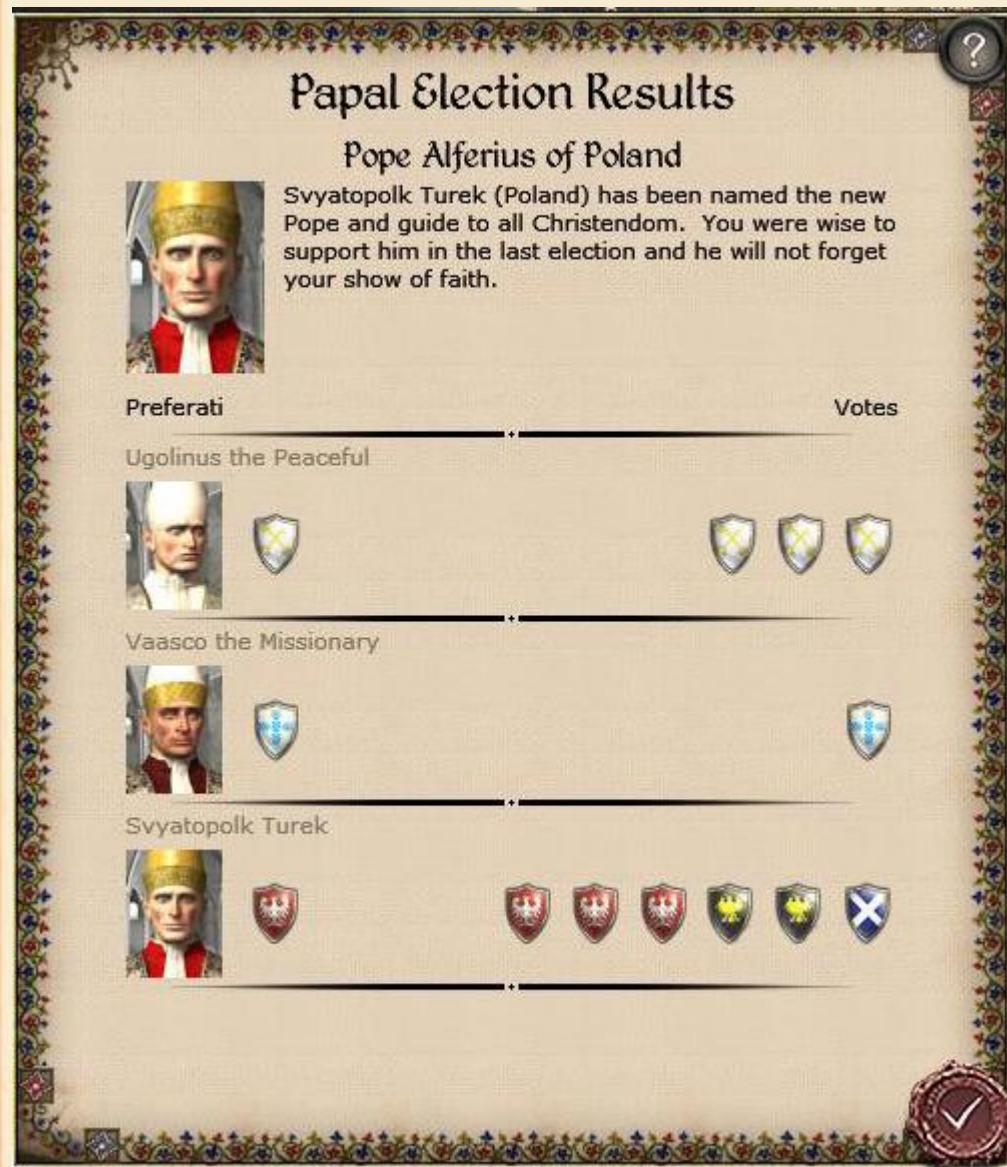 ?
Papal Election Results
Pope Alferius of Poland
Svyatopolk Turek (Poland) has been named the new
Pope and guide to all Christendom.  You were wise to
support him in the last election and he will not forget
your show of faith.
Preferati Votes
Ugolinus the Peaceful
Vaasco the Missionary
Svyatopolk Turek